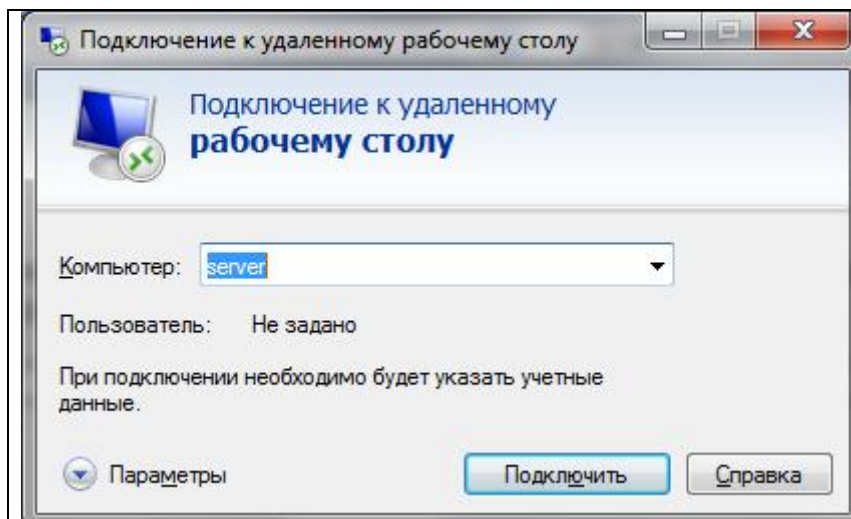 Подключение к удаленному рабочему столу
Подключение к удаленному
рабочему столу
Компьютер: server
Пользователь: Не задано
При подключении необходимо будет указать учетные
данные.
Параметры Подключить Справка